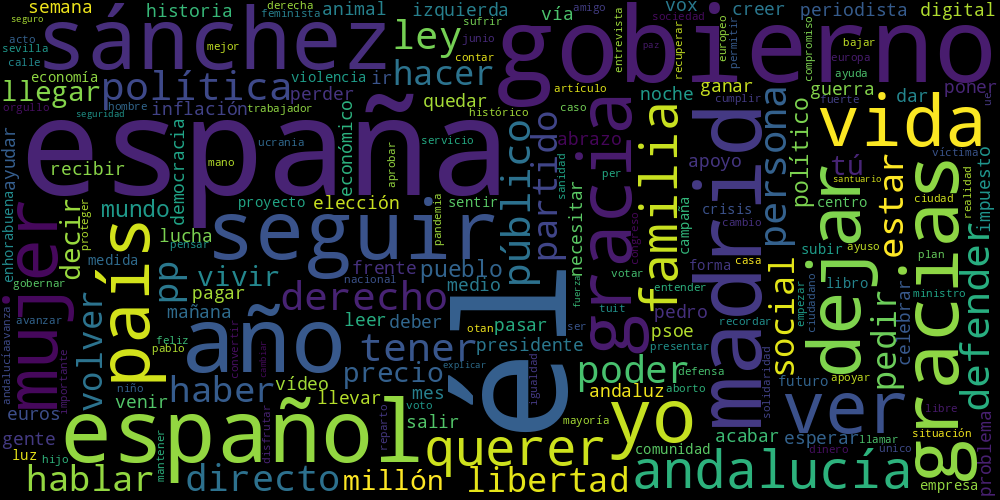 semana
historia
animal
izquierda
vía
vox
creer
periodista
digital
derecha
feminista
seguro
acto
sevilla
calle
sánchez
mejor
ley
amigo
sufrir
junio
contar
gobierno
entrevista
sociedad
paz
recuperar
europeo
permitir
compromiso
bajar
europa
ayuda
economía
llegar
política
violencia
ir
perder
hacer
artículo
noche
ganar
cumplir
guerra
fuerte
dar
poner
ue
orgullo
hombre
seguridad
inflación
trabajador
económico
quedar
histórico
caso
españa
democracia
ucrania
mano
aprobar
servicio
público
partido
abrazo
sanidad
per
gracia
familia
apoyo
madrid
persona
político
tú
vida
víctima
santuario
centro
ciudad
realidad
impuesto
enhorabuena
ayudar
recibir
proyecto
elección
pandemia
sentir
necesitar
congreso
campaña
crisis
cambio
dejar
estar
gracias
defender
mujer
decir
proteger
mundo
lucha
pensar
seguir
país
pp
medida
gobernar
vivir
frente
nacional
pueblo
medio
votar
entender
forma
casa
subir
ayuso
plan
libro
ministro
pagar
derecho
él
fuerza
tuit
pedro
recordar
social
empezar
ciudadano
pedir
celebrar
andalucíaavanza
avanzar
volver
mañana
año
convertir
cambiar
leer
deber
otan
pasar
ser
psoe
presentar
feliz
pablo
tener
presidente
explicar
igualdad
poder
defensa
aborto
solidaridad
futuro
apoyar
libre
importante
niño
haber
vídeo
precio
mes
andaluz
ver
situación
euros
venir
llevar
voto
salir
mayoría
yo
acabar
esperar
llamar
gente
luz
hijo
español
mantener
disfrutar
reparto
querer
comunidad
dinero
único
problema
hablar
directo
millón
libertad
andalucía
empresa